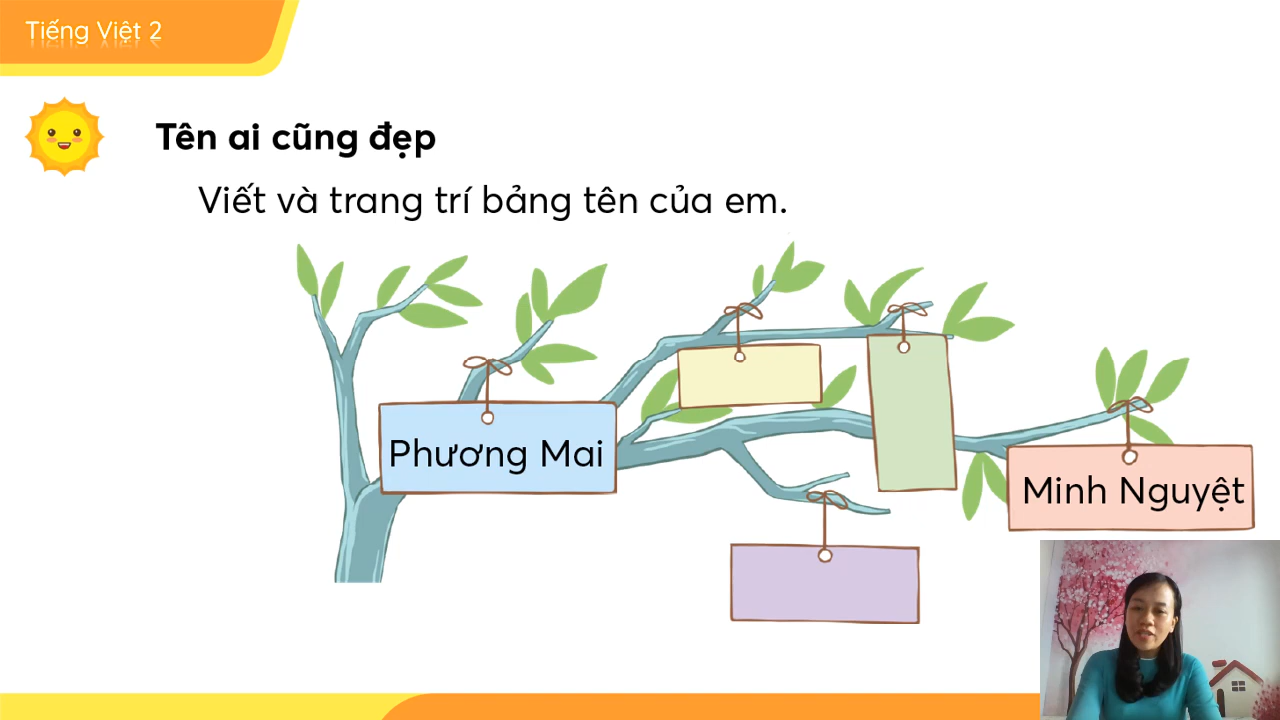 Tiếng Việt 2
Tên ai cũng đẹp
Viết và trang trí bảng tên của em.
Phương Mai
Minh Nguyệt